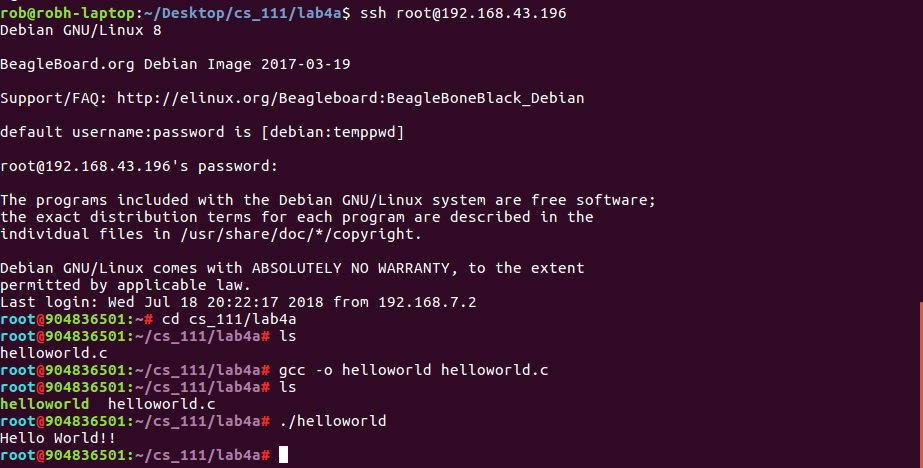 rob@robh-laptop:~/Desktop/cs_111/lab4a$ ssh root@192.168.43.196
Debian GNU/Linux 8
BeagleBoard.org Debian Image 2017-03-19
Support/FAQ: http://elinux.org/Beagleboard:BeagleBoneBlack_Debian
default username:password is [debian:temppwd]
root@192.168.43.196's password:
The programs included with the Debian GNU/Linux system are free software;
the exact distribution terms for each program are described in the
individual files in /usr/share/doc/*/copyright.
Debian GNU/Linux comes with ABSOLUTELY NO WARRANTY, to the extent
permitted by applicable law.
Last login: Wed Jul 18 20:22:17 2018 from 192.168.7.2
root@904836501:~# cd cs_111/lab4a
root@904836501:~/cs_111/lab4a# ls
helloworld.c
root@904836501:~/cs_111/lab4a# gcc -o helloworld helloworld.c
root@904836501:~/cs_111/lab4a# ls
helloworld  helloworld.c
root@904836501:~/cs_111/lab4a# ./helloworld
Hello World!!
root@904836501:~/cs_111/lab4a#